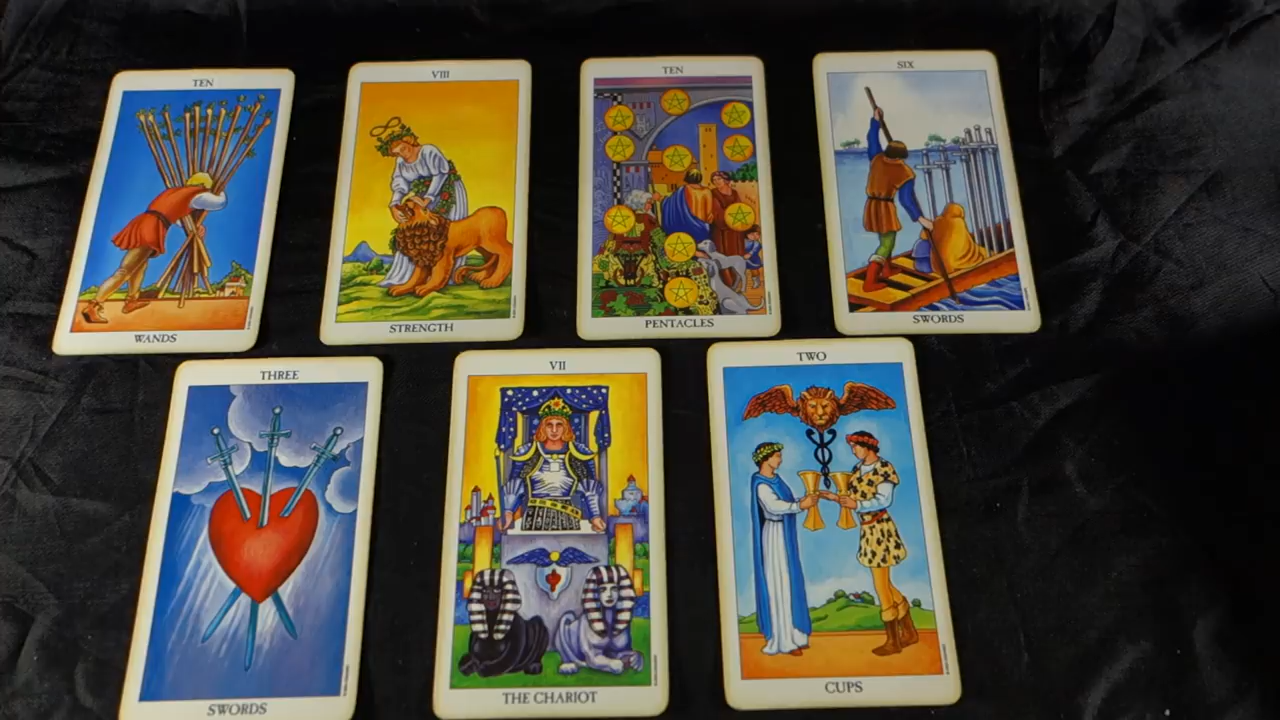 TEN
WANDS
VIII
STRENGTH
TEN
PENTACLES
SIX
SWORDS
THREE
SWORDS
VII
THE CHARIOT
TWO
CUPS